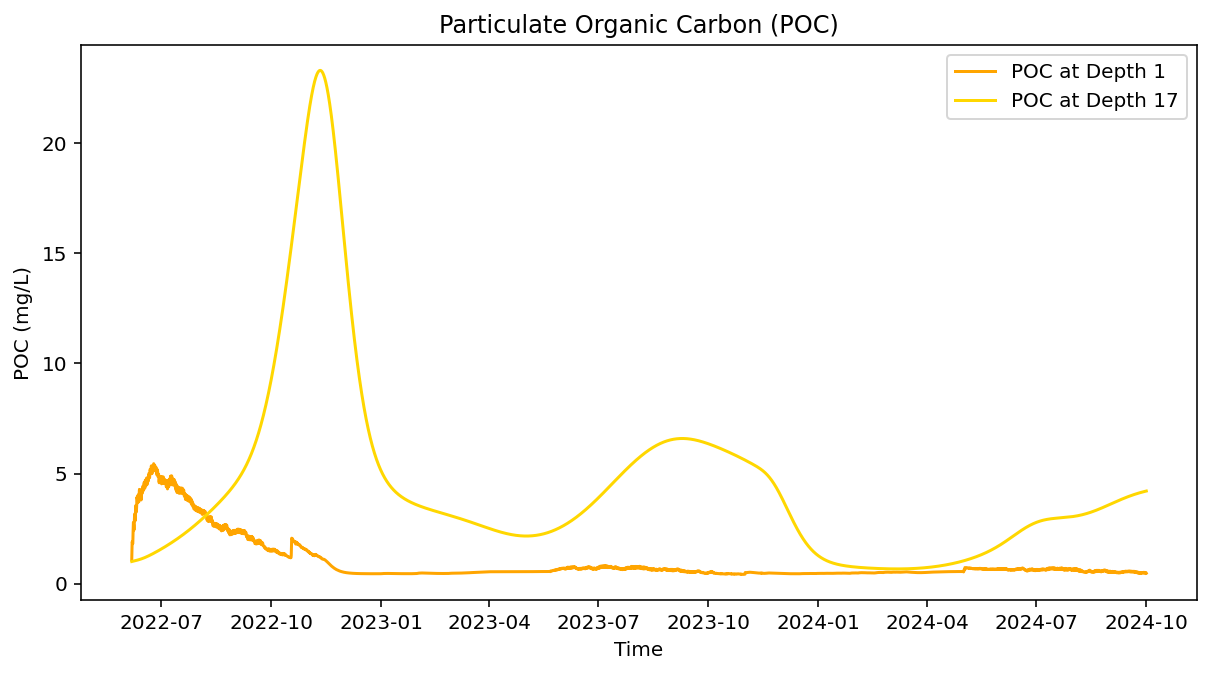 Particulate Organic Carbon (POC)
POC at Depth 1
POC at Depth 17
POC (mg/L)
20
15
10
5
0
2022-07 2022-10 2023-01 2023-04 2023-07 2023-10 2024-01 2024-04 2024-07 2024-10
Time